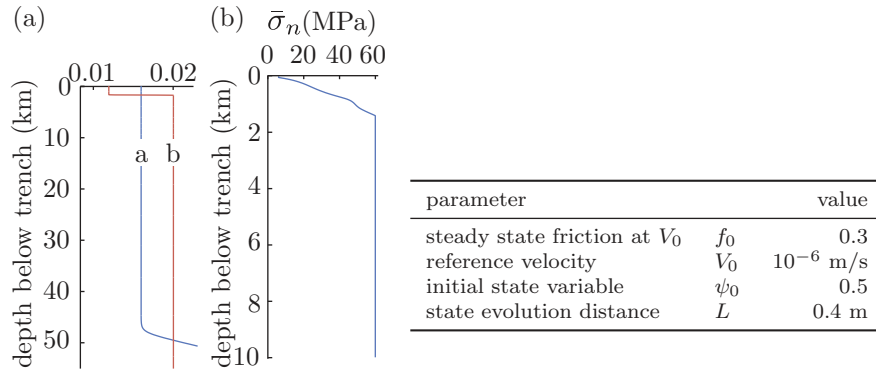 (a)
0.01 0.02
0
10
20
30
40
50
depth below trench (km)
a b
(b)
σ̄n(MPa)
0 20 40 60
0
2
4
6
8
10
depth below trench (km)
parameter value
steady state friction at V₀ f₀ 0.3
reference velocity V₀ 10⁻⁶ m/s
initial state variable ψ₀ 0.5
state evolution distance L 0.4 m